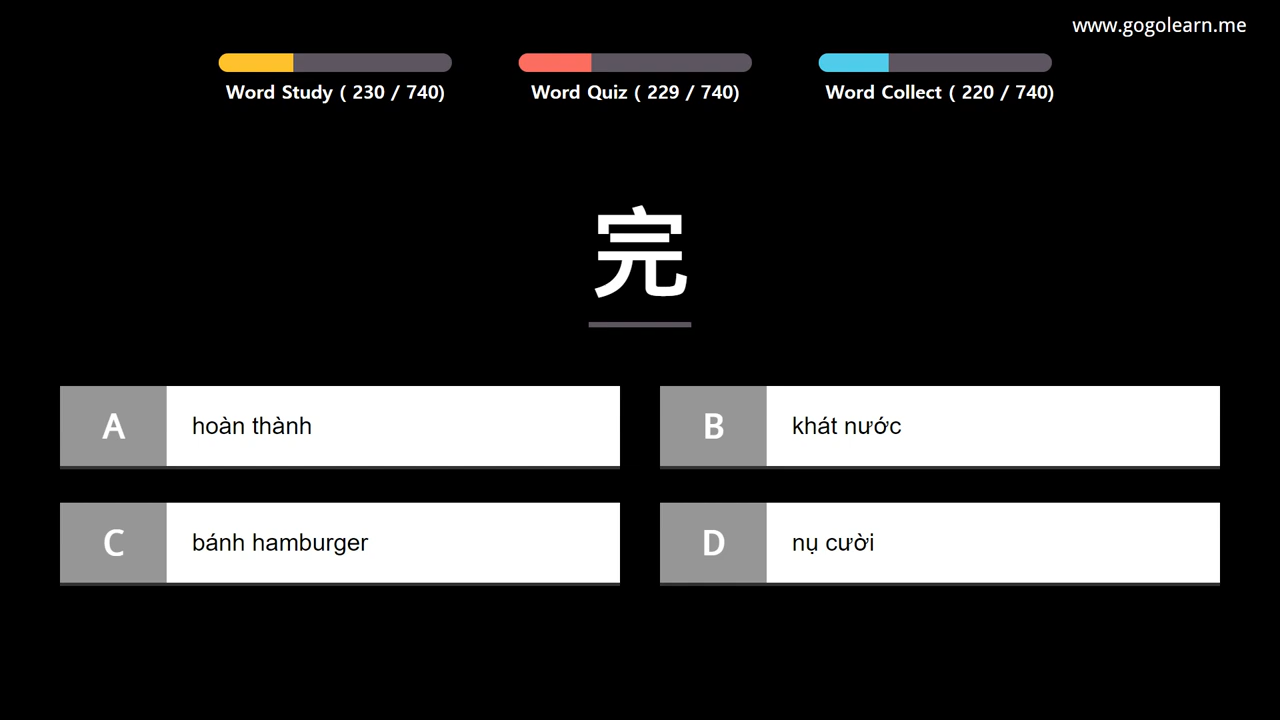 www.gogolearn.me
Word Study ( 230 / 740)
Word Quiz ( 229 / 740)
Word Collect ( 220 / 740)
完
A hoàn thành
B khát nước
C bánh hamburger
D nụ cười